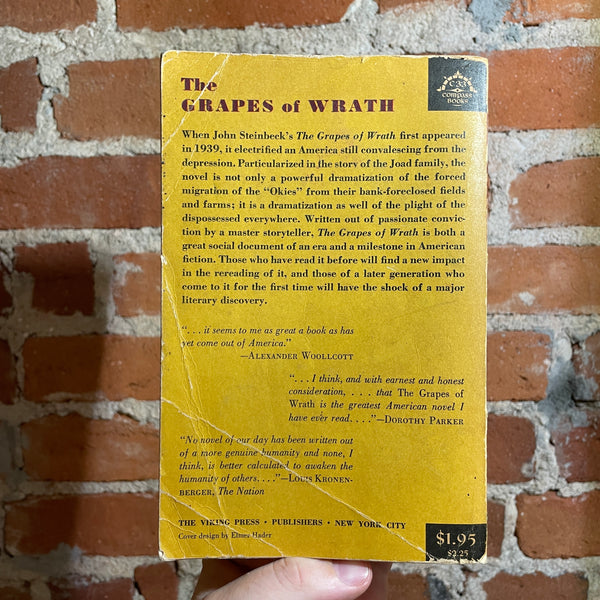 The
GRAPES of WRATH
C33
COMPASS
BOOKS
When John Steinbeck's The Grapes of Wrath first appeared
in 1939, it electrified an America still convalescing from the
depression. Particularized in the story of the Joad family, the
novel is not only a powerful dramatization of the forced
migration of the “Okies” from their bank-foreclosed fields
and farms; it is a dramatization as well of the plight of the
dispossessed everywhere. Written out of passionate convic-
tion by a master storyteller, The Grapes of Wrath is both a
great social document of an era and a milestone in American
fiction. Those who have read it before will find a new impact
in the rereading of it, and those of a later generation who
come to it for the first time will have the shock of a major
literary discovery.
“. . . it seems to me as great a book as has
yet come out of America.”
—ALEXANDER WOOLLCOTT
“. . . I think, and with earnest and honest
consideration, . . . that The Grapes of
Wrath is the greatest American novel I
have ever read. . . .”—DOROTHY PARKER
“No novel of our day has been written out
of a more genuine humanity and none, I
think, is better calculated to awaken the
humanity of others. . . .”—LOUIS KRONEN-
BERGER, The Nation
THE VIKING PRESS • PUBLISHERS • NEW YORK CITY
Cover design by Elmer Hader
$1.95
$2.25